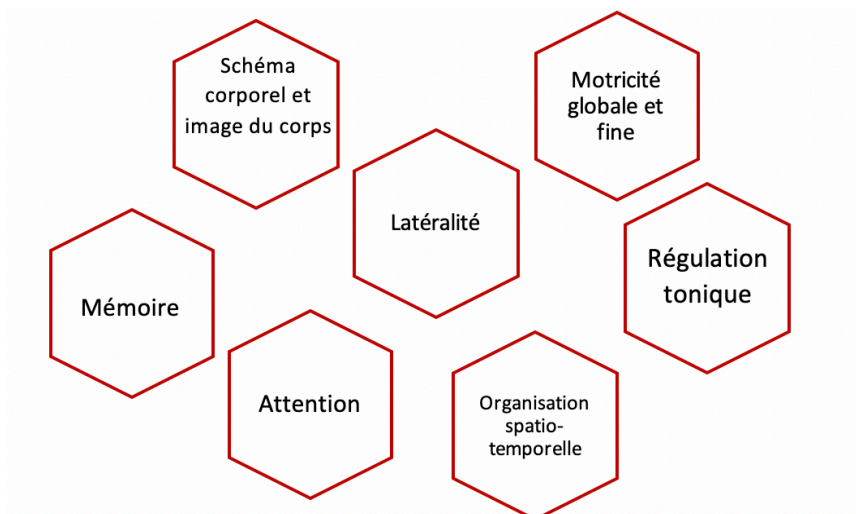 Schéma
corporel et
image du corps
Motricité
globale et
fine
Latéralité
Régulation
tonique
Mémoire
Attention
Organisation
spatio-
temporelle